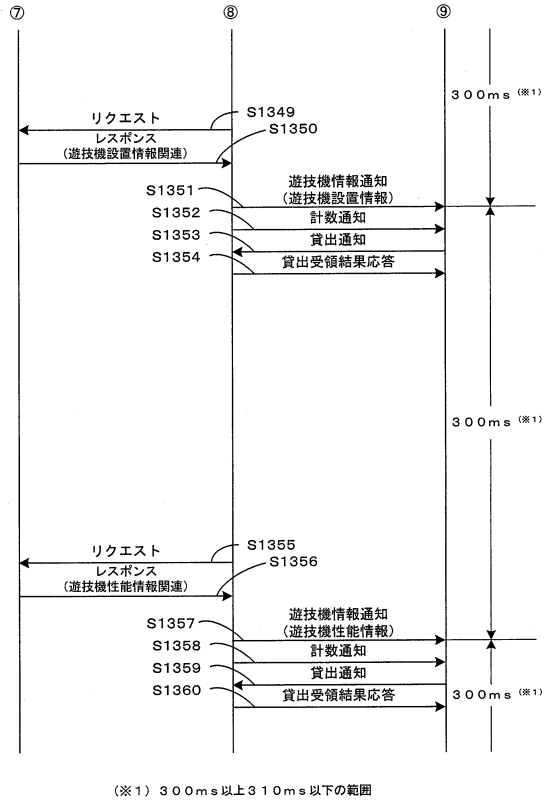 ⑦ ⑧ ⑨
300ms(※1)
リクエスト S1349
レスポンス S1350
(遊技機設置情報関連)
S1351 遊技機情報通知
(遊技機設置情報)
S1352 計数通知
S1353 貸出通知
S1354 貸出受領結果応答
300ms(※1)
リクエスト S1355
レスポンス S1356
(遊技機性能情報関連)
S1357 遊技機情報通知
(遊技機性能情報)
S1358 計数通知
S1359 貸出通知
S1360 貸出受領結果応答
300ms(※1)
(※1)300ms以上310ms以下の範囲